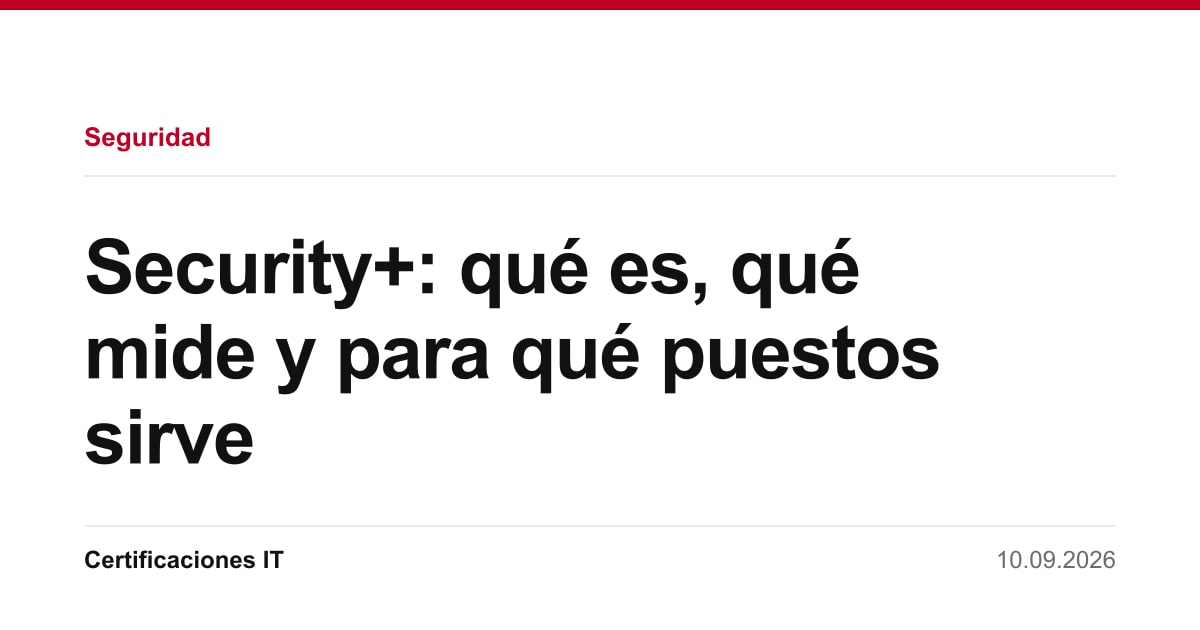 Seguridad
Security+: qué es, qué
mide y para qué puestos
sirve
Certificaciones IT
10.09.2026